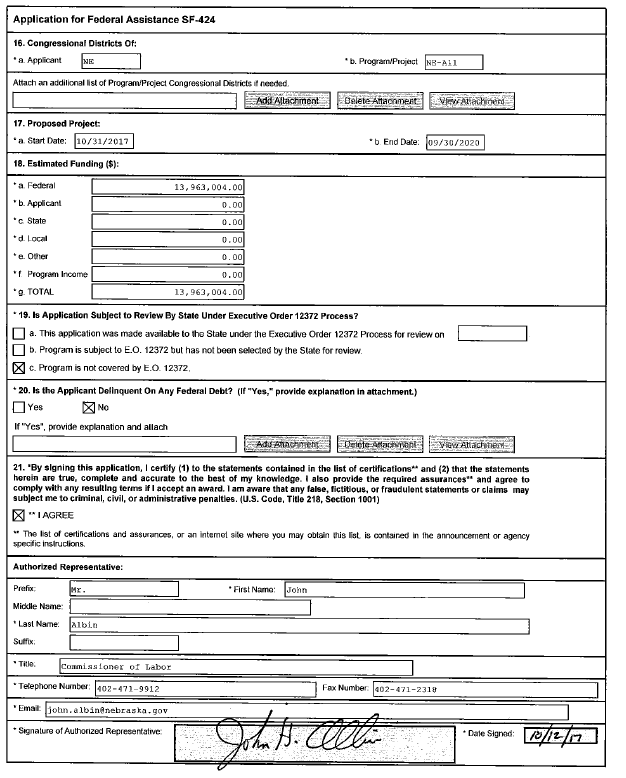 Application for Federal Assistance SF-424
16. Congressional Districts Of:
* a. Applicant NE * b. Program/Project NE-All
Attach an additional list of Program/Project Congressional Districts if needed.
Add Attachment Delete Attachment View Attachment
17. Proposed Project:
* a. Start Date: 10/31/2017 * b. End Date: 09/30/2020
18. Estimated Funding ($):
* a. Federal 13,963,004.00
* b. Applicant 0.00
* c. State 0.00
* d. Local 0.00
* e. Other 0.00
* f. Program Income 0.00
* g. TOTAL 13,963,004.00
* 19. Is Application Subject to Review By State Under Executive Order 12372 Process?
a. This application was made available to the State under the Executive Order 12372 Process for review on
b. Program is subject to E.O. 12372 but has not been selected by the State for review.
c. Program is not covered by E.O. 12372.
* 20. Is the Applicant Delinquent On Any Federal Debt? (If "Yes," provide explanation in attachment.)
Yes No
If "Yes", provide explanation and attach
Add Attachment Delete Attachment View Attachment
21. *By signing this application, I certify (1) to the statements contained in the list of certifications** and (2) that the statements
herein are true, complete and accurate to the best of my knowledge. I also provide the required assurances** and agree to
comply with any resulting terms if I accept an award. I am aware that any false, fictitious, or fraudulent statements or claims may
subject me to criminal, civil, or administrative penalties. (U.S. Code, Title 218, Section 1001)
** I AGREE
** The list of certifications and assurances, or an internet site where you may obtain this list, is contained in the announcement or agency
specific instructions.
Authorized Representative:
Prefix: Mr. * First Name: John
Middle Name:
* Last Name: Albin
Suffix:
* Title: Commissioner of Labor
* Telephone Number: 402-471-9912 Fax Number: 402-471-2318
* Email: john.albin@nebraska.gov
* Signature of Authorized Representative: John H. Albin * Date Signed: 10/12/17